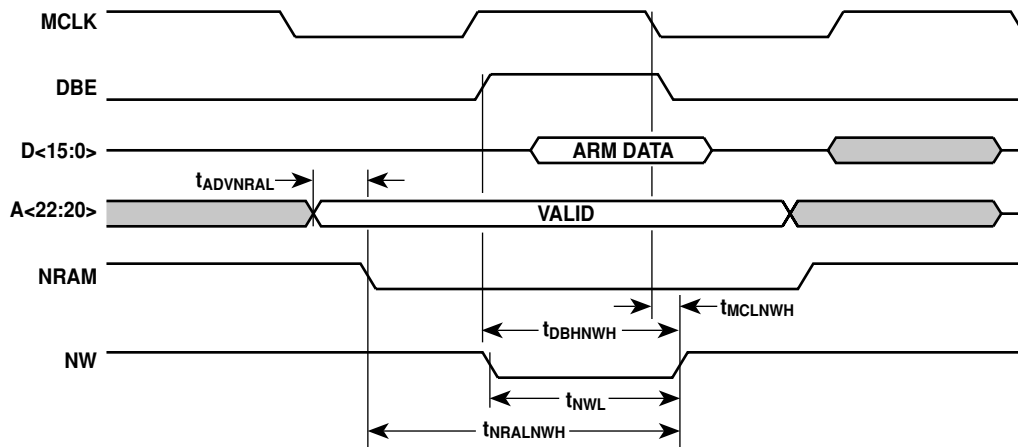 MCLK
DBE
D<15:0>
ARM DATA
tADVNRAL
A<22:20>
VALID
NRAM
tMCLNWH
tDBHNWH
NW
tNWL
tNRALNWH